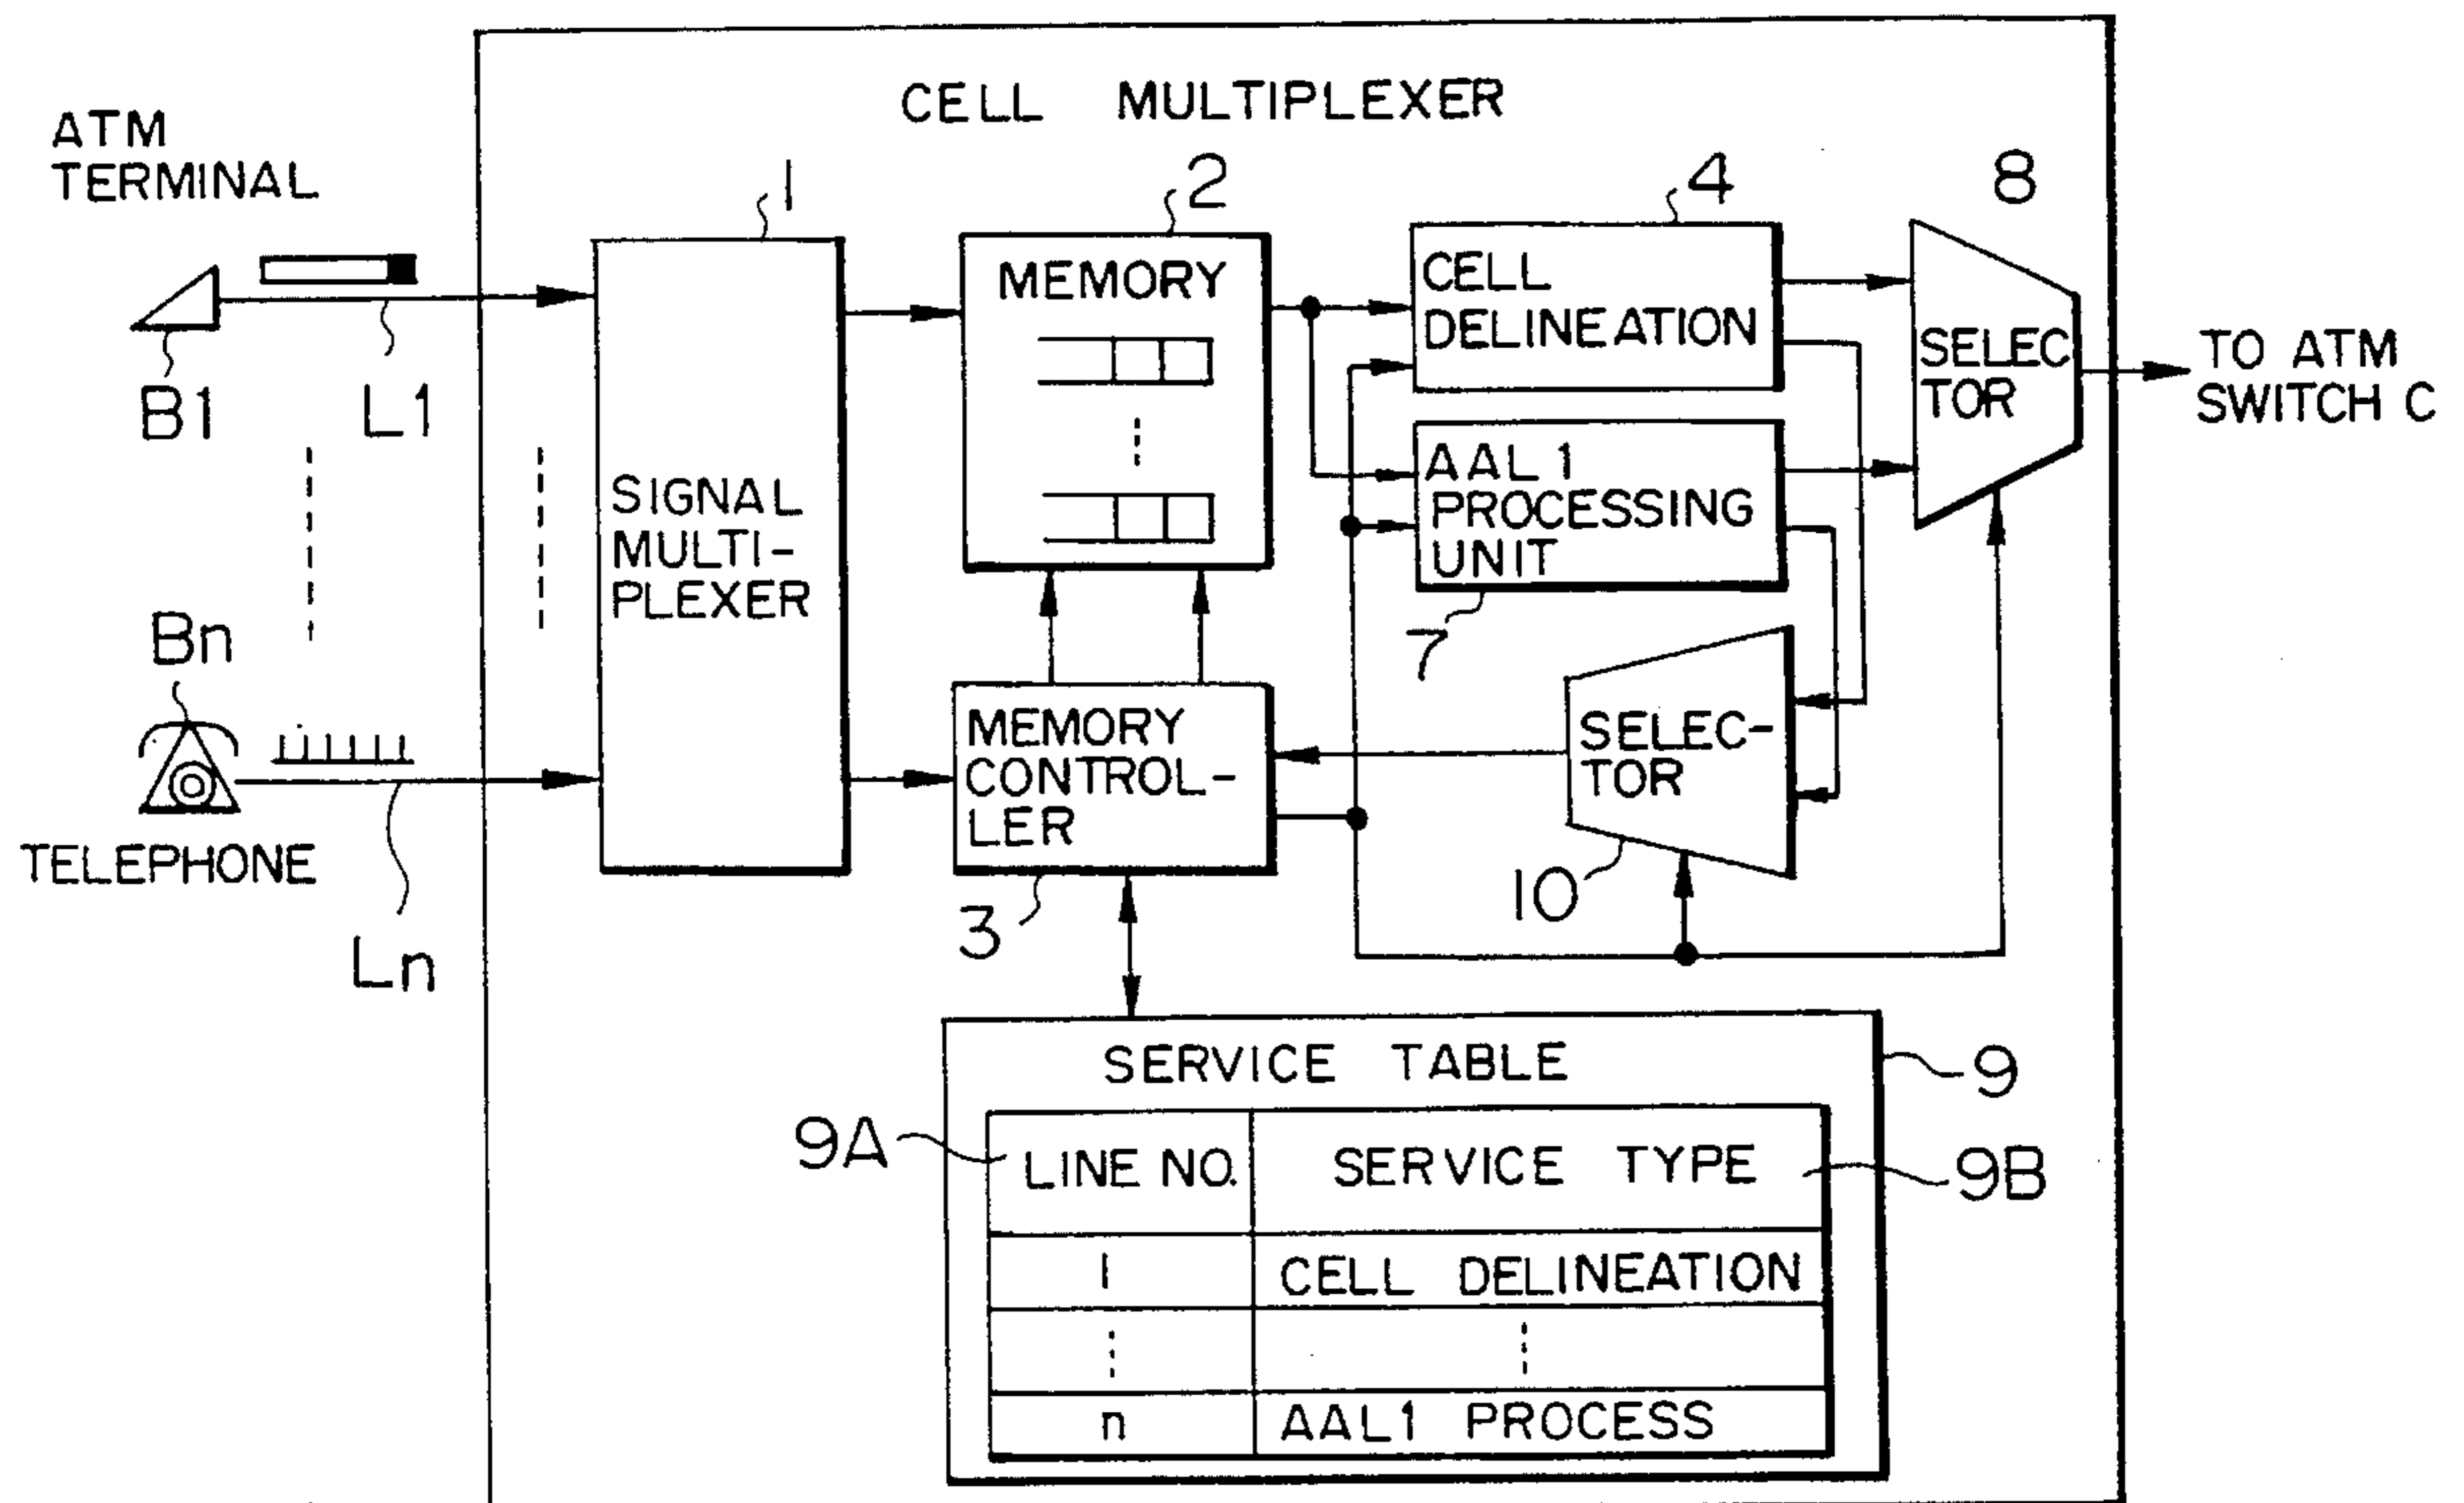 CELL MULTIPLEXER
ATM
TERMINAL
B1
L1
Bn
TELEPHONE
Ln
1
SIGNAL
MULTI-
PLEXER
2
MEMORY
3
MEMORY
CONTROL-
LER
4
CELL
DELINEATION
7
AAL1
PROCESSING
UNIT
8
SELEC
TOR
TO ATM
SWITCH C
10
SELEC-
TOR
9
SERVICE TABLE
9A
9B
LINE NO. SERVICE TYPE
1 CELL DELINEATION
n AAL1 PROCESS